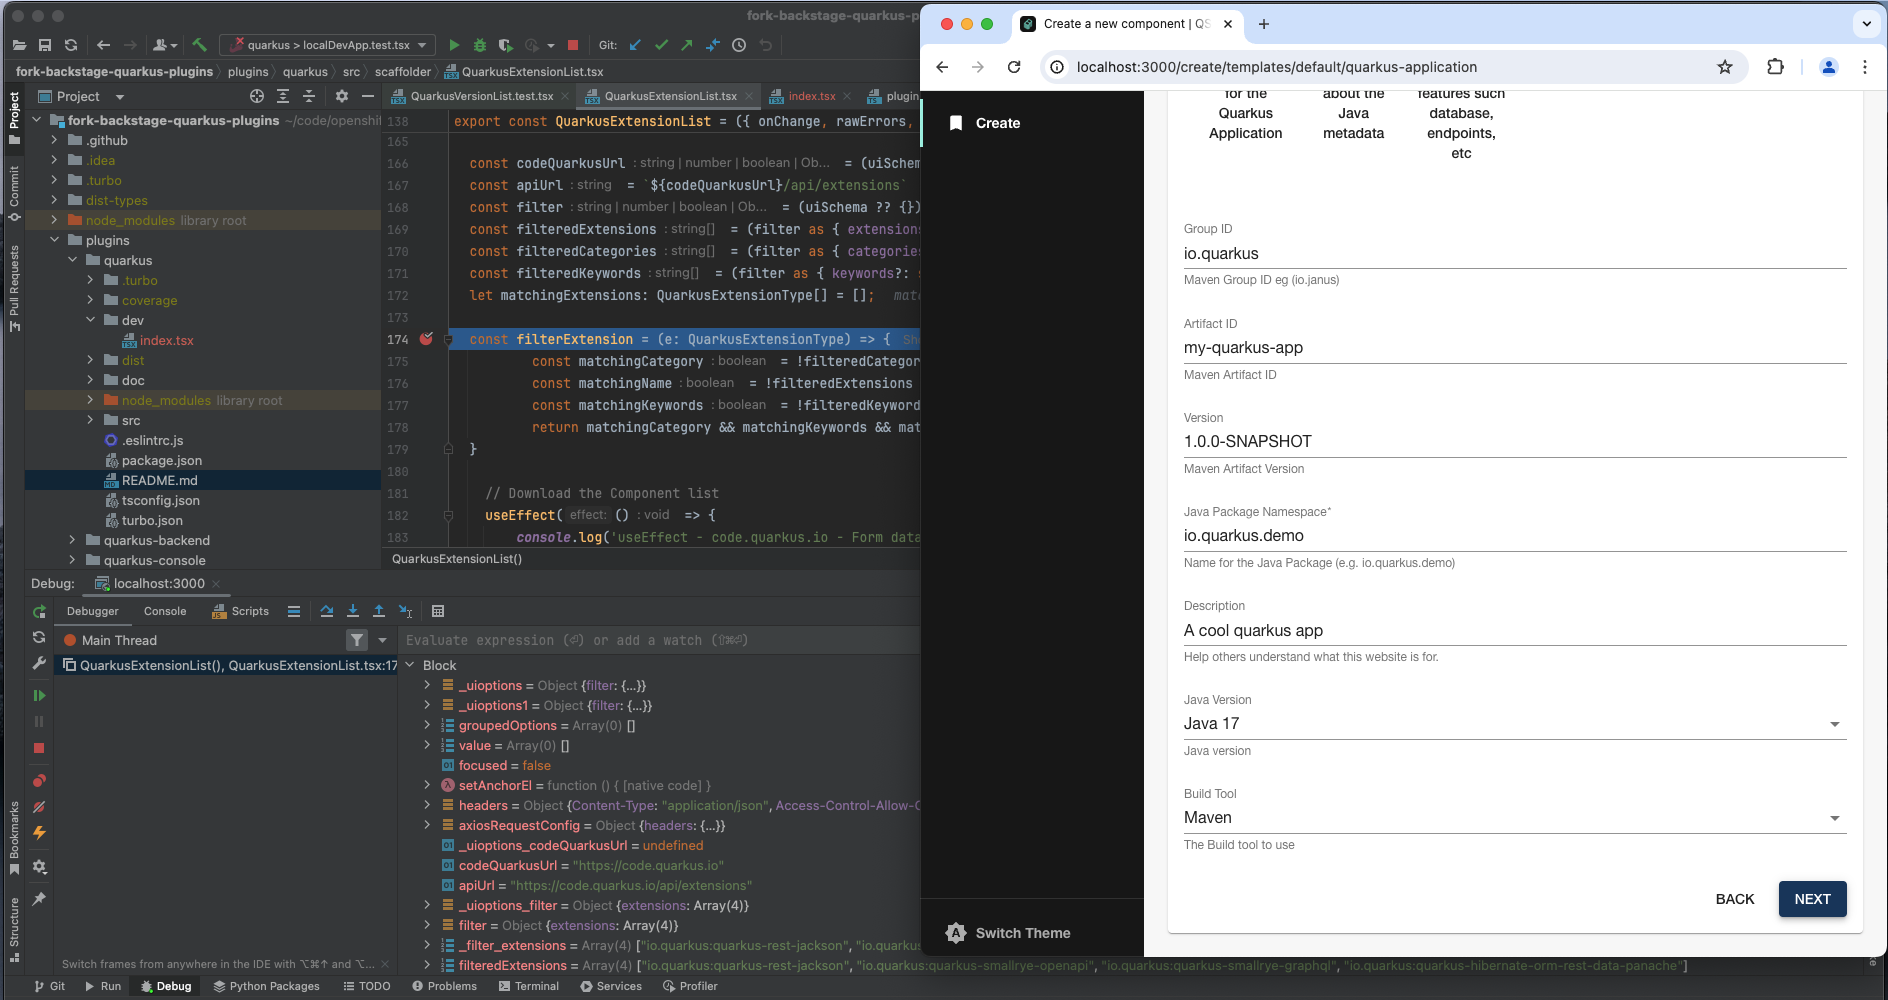 fork-backstage-quarkus-p
quarkus > localDevApp.test.tsx
Git:
fork-backstage-quarkus-plugins
plugins
quarkus
src
scaffolder
QuarkusExtensionList.tsx
Project
QuarkusVersionList.test.tsx
QuarkusExtensionList.tsx
index.tsx
plugin
Project
Commit
Pull Requests
Bookmarks
Structure
fork-backstage-quarkus-plugins ~/code/openshif
.github
.idea
.turbo
dist-types
node_modules library root
plugins
quarkus
.turbo
coverage
dev
index.tsx
dist
doc
node_modules library root
src
.eslintrc.js
package.json
README.md
tsconfig.json
turbo.json
quarkus-backend
quarkus-console
138 export const QuarkusExtensionList = ({ onChange, rawErrors,
165
166 const codeQuarkusUrl : string | number | boolean | Ob... = (uiSchem
167 const apiUrl : string = `${codeQuarkusUrl}/api/extensions`
168 const filter : string | number | boolean | Ob... = (uiSchema ?? {})
169 const filteredExtensions : string[] = (filter as { extensions
170 const filteredCategories : string[] = (filter as { categorie
171 const filteredKeywords : string[] = (filter as { keywords?: s
172 let matchingExtensions: QuarkusExtensionType[] = []; mat
173
174 const filterExtension = (e: QuarkusExtensionType) => { Sh
175 const matchingCategory : boolean = !filteredCategor
176 const matchingName : boolean = !filteredExtensions
177 const matchingKeywords : boolean = !filteredKeyword
178 return matchingCategory && matchingKeywords && mat
179 }
180
181 // Download the Component list
182 useEffect( effect: () : void => {
183 console.log('useEffect - code.quarkus.io - Form data
QuarkusExtensionList()
Debug: localhost:3000
Debugger Console Scripts
Main Thread
Evaluate expression (⏎) or add a watch (⇧⌘⏎)
QuarkusExtensionList(), QuarkusExtensionList.tsx:17
Block
_uioptions = Object {filter: {...}}
_uioptions1 = Object {filter: {...}}
groupedOptions = Array(0) []
value = Array(0) []
focused = false
setAnchorEl = function () { [native code] }
headers = Object {Content-Type: "application/json", Access-Control-Allow-O
axiosRequestConfig = Object {headers: {...}}
_uioptions_codeQuarkusUrl = undefined
codeQuarkusUrl = "https://code.quarkus.io"
apiUrl = "https://code.quarkus.io/api/extensions"
_uioptions_filter = Object {extensions: Array(4)}
filter = Object {extensions: Array(4)}
_filter_extensions = Array(4) ["io.quarkus:quarkus-rest-jackson", "io.quarku
filteredExtensions = Array(4) ["io.quarkus:quarkus-rest-jackson", "io.quarkus:quarkus-smallrye-openapi", "io.quarkus:quarkus-smallrye-graphql", "io.quarkus:quarkus-hibernate-orm-rest-data-panache"]
Switch frames from anywhere in the IDE with ⌥⌘↑ and ⌥...
Git Run Debug Python Packages TODO Problems Terminal Services Profiler
Create a new component | QS
localhost:3000/create/templates/default/quarkus-application
Create
Switch Theme
for the
Quarkus
Application
about the
Java
metadata
features such
database,
endpoints,
etc
Group ID
io.quarkus
Maven Group ID eg (io.janus)
Artifact ID
my-quarkus-app
Maven Artifact ID
Version
1.0.0-SNAPSHOT
Maven Artifact Version
Java Package Namespace*
io.quarkus.demo
Name for the Java Package (e.g. io.quarkus.demo)
Description
A cool quarkus app
Help others understand what this website is for.
Java Version
Java 17
Java version
Build Tool
Maven
The Build tool to use
BACK
NEXT